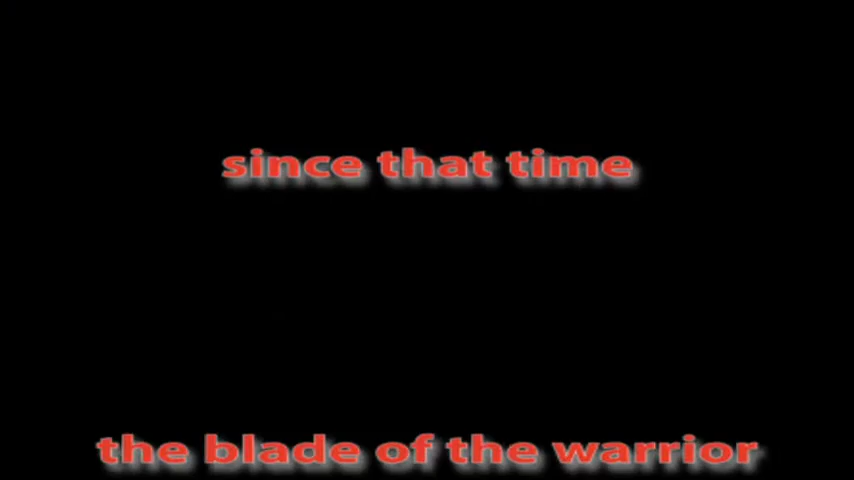 since that time
the blade of the warrior